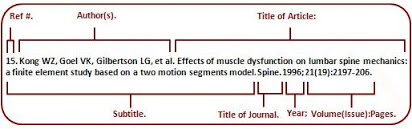 Ref #. Author(s). Title of Article:
15. Kong WZ, Goel VK, Gilbertson LG, et al. Effects of muscle dysfunction on lumbar spine mechanics:
a finite element study based on a two motion segments model. Spine.1996;21(19):2197-206.
Subtitle. Title of Journal. Year; Volume(Issue):Pages.